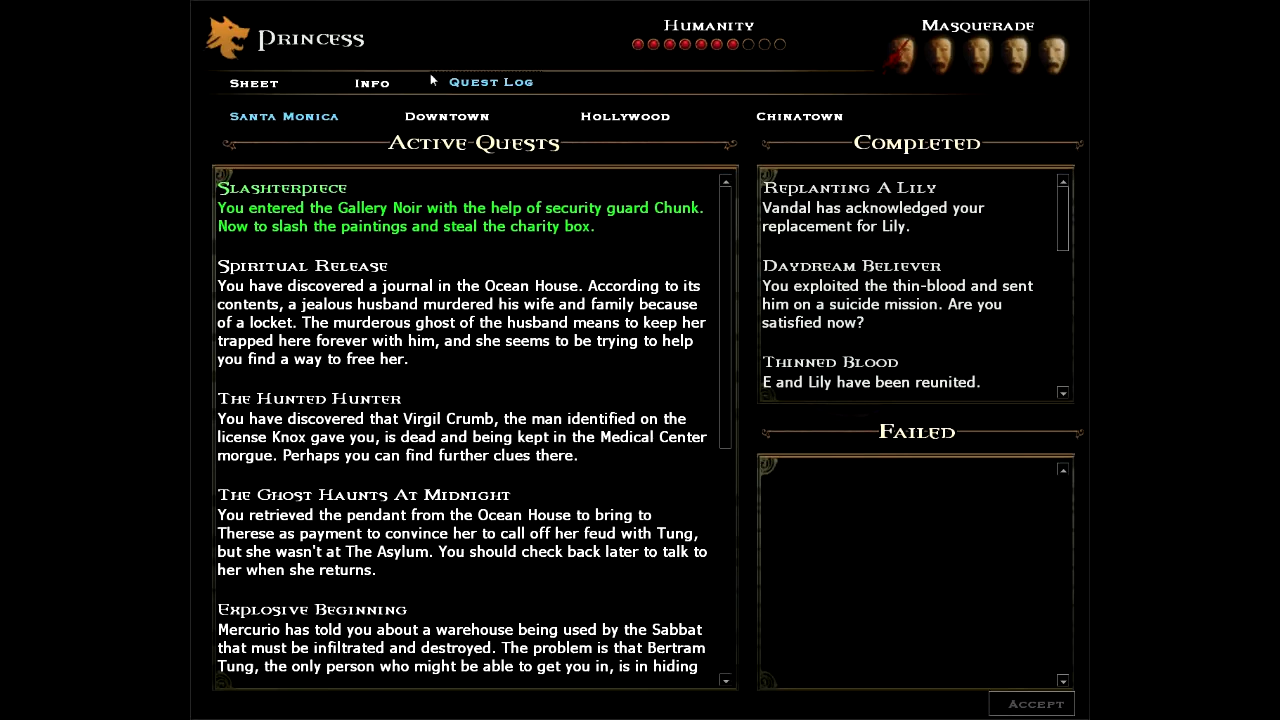 Princess
Humanity
Masquerade
Sheet
Info
Quest Log
Santa Monica
Downtown
Hollywood
Chinatown
Active Quests
Slashterpiece
You entered the Gallery Noir with the help of security guard Chunk.
Now to slash the paintings and steal the charity box.
Spiritual Release
You have discovered a journal in the Ocean House. According to its
contents, a jealous husband murdered his wife and family because
of a locket. The murderous ghost of the husband means to keep her
trapped here forever with him, and she seems to be trying to help
you find a way to free her.
The Hunted Hunter
You have discovered that Virgil Crumb, the man identified on the
license Knox gave you, is dead and being kept in the Medical Center
morgue. Perhaps you can find further clues there.
The Ghost Haunts At Midnight
You retrieved the pendant from the Ocean House to bring to
Therese as payment to convince her to call off her feud with Tung,
but she wasn't at The Asylum. You should check back later to talk to
her when she returns.
Explosive Beginning
Mercurio has told you about a warehouse being used by the Sabbat
that must be infiltrated and destroyed. The problem is that Bertram
Tung, the only person who might be able to get you in, is in hiding
Completed
Replanting A Lily
Vandal has acknowledged your
replacement for Lily.
Daydream Believer
You exploited the thin-blood and sent
him on a suicide mission. Are you
satisfied now?
Thinned Blood
E and Lily have been reunited.
Failed
Accept